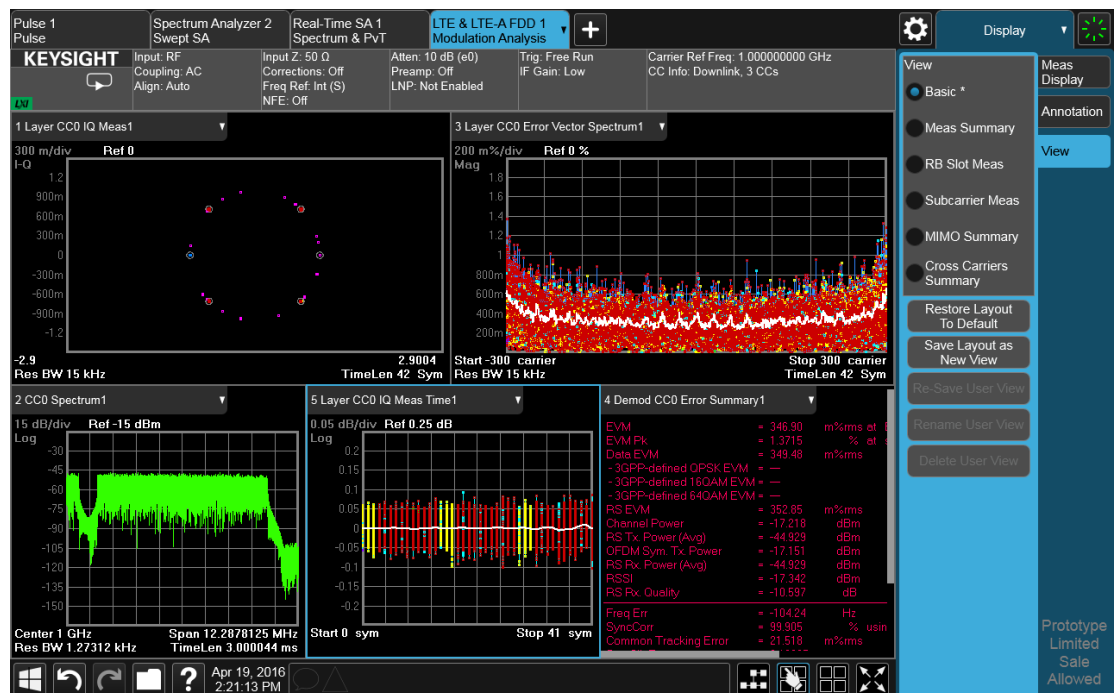 Pulse 1
Pulse
Spectrum Analyzer 2
Swept SA
Real-Time SA 1
Spectrum & PvT
LTE & LTE-A FDD 1
Modulation Analysis
Display
KEYSIGHT
LXI
Input: RF
Coupling: AC
Align: Auto
Input Z: 50 Ω
Corrections: Off
Freq Ref: Int (S)
NFE: Off
Atten: 10 dB (e0)
Preamp: Off
LNP: Not Enabled
Trig: Free Run
IF Gain: Low
Carrier Ref Freq: 1.000000000 GHz
CC Info: Downlink, 3 CCs
1 Layer CC0 IQ Meas1
300 m/div Ref 0
I-Q
1.2
900m
600m
300m
0
-300m
-600m
-900m
-1.2
-2.9 2.9004
Res BW 15 kHz TimeLen 42 Sym
3 Layer CC0 Error Vector Spectrum1
200 m%/div Ref 0 %
Mag
1.8
1.6
1.4
1.2
1
800m
600m
400m
200m
Start -300 carrier Stop 300 carrier
Res BW 15 kHz TimeLen 42 Sym
2 CC0 Spectrum1
15 dB/div Ref -15 dBm
Log
-30
-45
-60
-75
-90
-105
-120
-135
-150
Center 1 GHz Span 12.2878125 MHz
Res BW 1.27312 kHz TimeLen 3.000044 ms
5 Layer CC0 IQ Meas Time1
0.05 dB/div Ref 0.25 dB
Log
0.2
0.15
0.1
0.05
0
-0.05
-0.1
-0.15
-0.2
Start 0 sym Stop 41 sym
4 Demod CC0 Error Summary1
EVM = 346.90 m%rms at
EVM Pk = 1.3715 % at
Data EVM = 349.48 m%rms
- 3GPP-defined QPSK EVM = ---
- 3GPP-defined 16QAM EVM = ---
- 3GPP-defined 64QAM EVM = ---
RS EVM = 352.85 m%rms
Channel Power = -17.218 dBm
RS Tx. Power (Avg) = -44.929 dBm
OFDM Sym. Tx. Power = -17.151 dBm
RS Rx. Power (Avg) = -44.929 dBm
RSSI = -17.342 dBm
RS Rx. Quality = -10.597 dB
Freq Err = -104.24 Hz
SyncCorr = 99.905 % usin
Common Tracking Error = 21.518 m%rms
View
Basic *
Meas Summary
RB Slot Meas
Subcarrier Meas
MIMO Summary
Cross Carriers
Summary
Restore Layout
To Default
Save Layout as
New View
Re-Save User View
Rename User View
Delete User View
Meas
Display
Annotation
View
Prototype
Limited
Sale
Allowed
?
Apr 19, 2016
2:21:13 PM